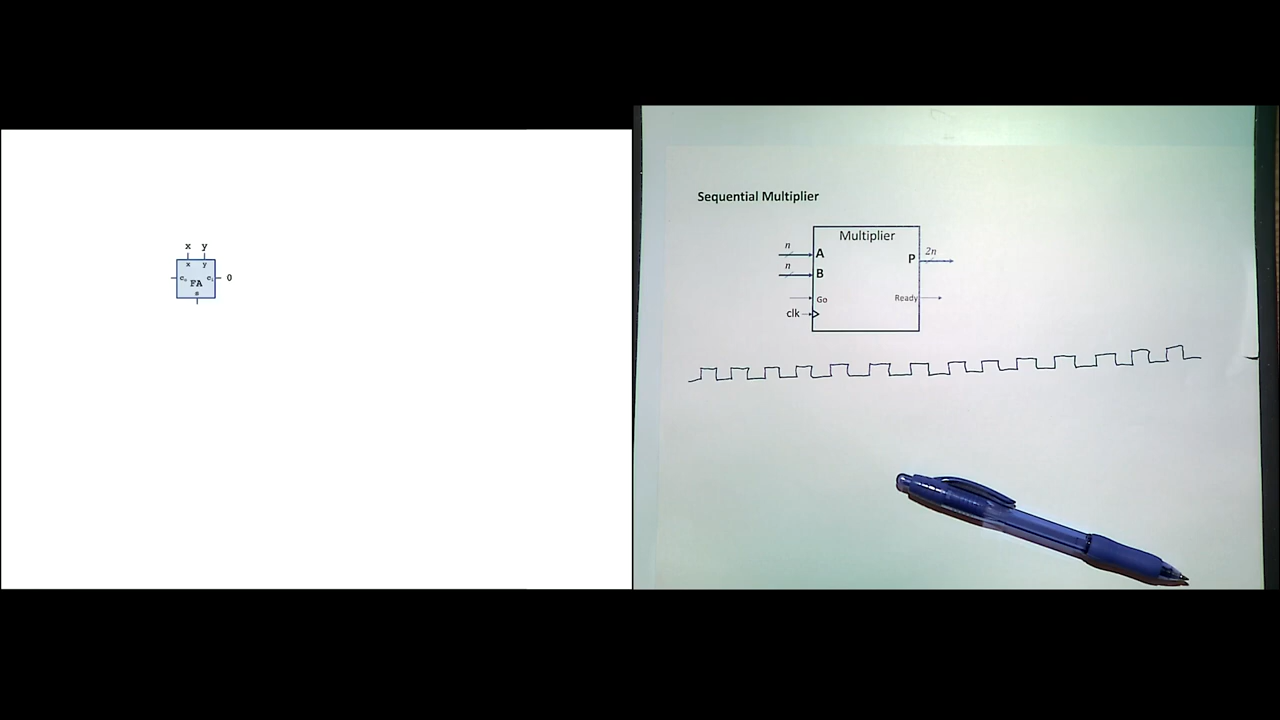 x y
x y
c₀ cᵢ 0
FA
s
Sequential Multiplier
Multiplier
n
A
P
2n
n
B
Go
Ready
clk